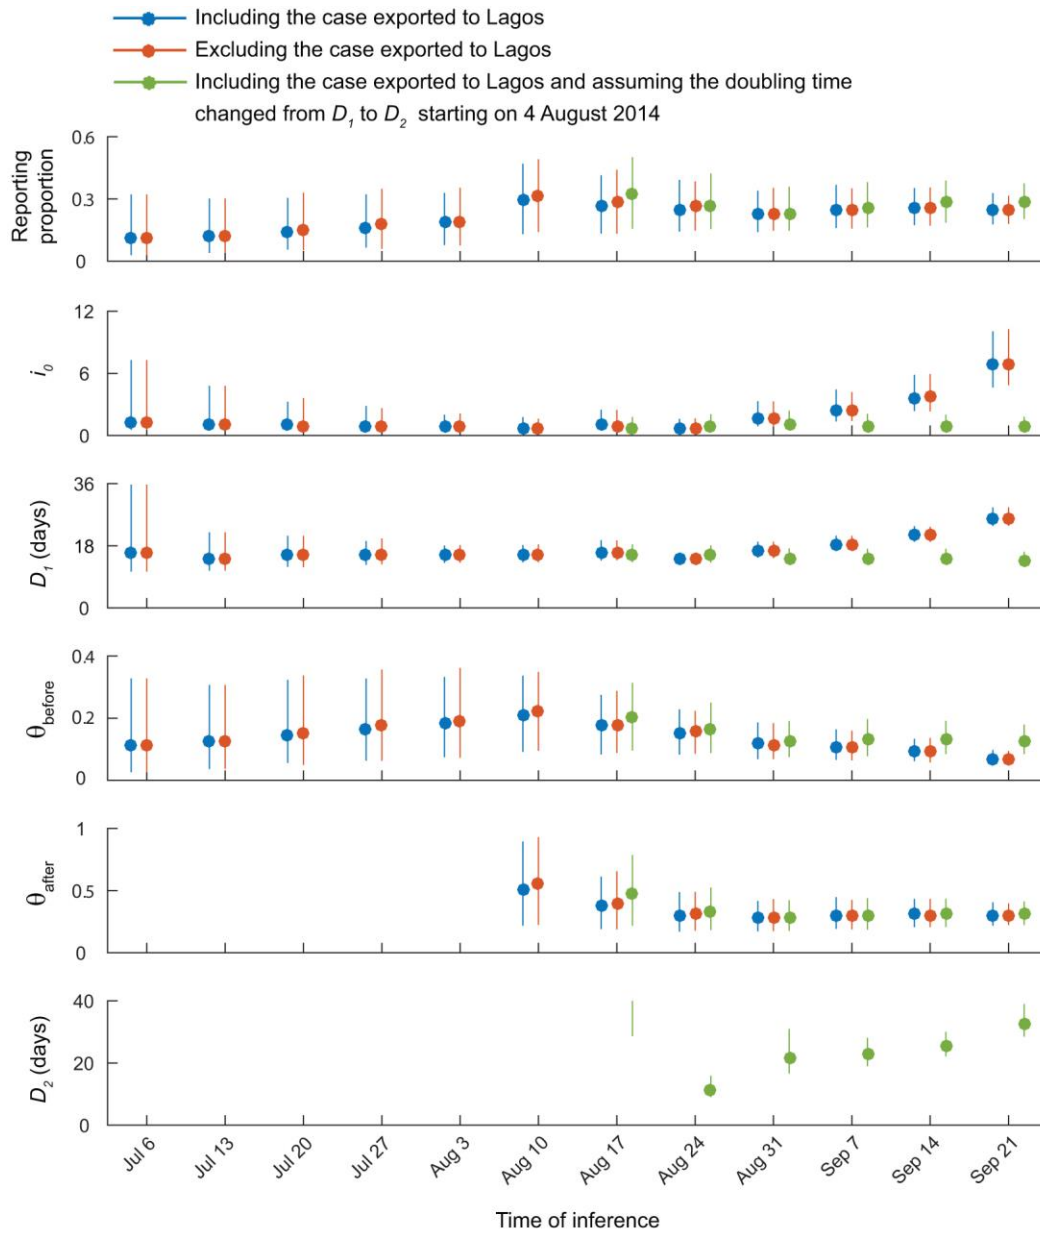 Including the case exported to Lagos
Excluding the case exported to Lagos
Including the case exported to Lagos and assuming the doubling time
changed from D₁ to D₂ starting on 4 August 2014
Reporting
proportion
0.6
0.3
0
i₀
12
6
0
D₁ (days)
36
18
0
θbefore
0.4
0.2
0
θafter
1
0.5
0
D₂ (days)
40
20
0
Jul 6
Jul 13
Jul 20
Jul 27
Aug 3
Aug 10
Aug 17
Aug 24
Aug 31
Sep 7
Sep 14
Sep 21
Time of inference